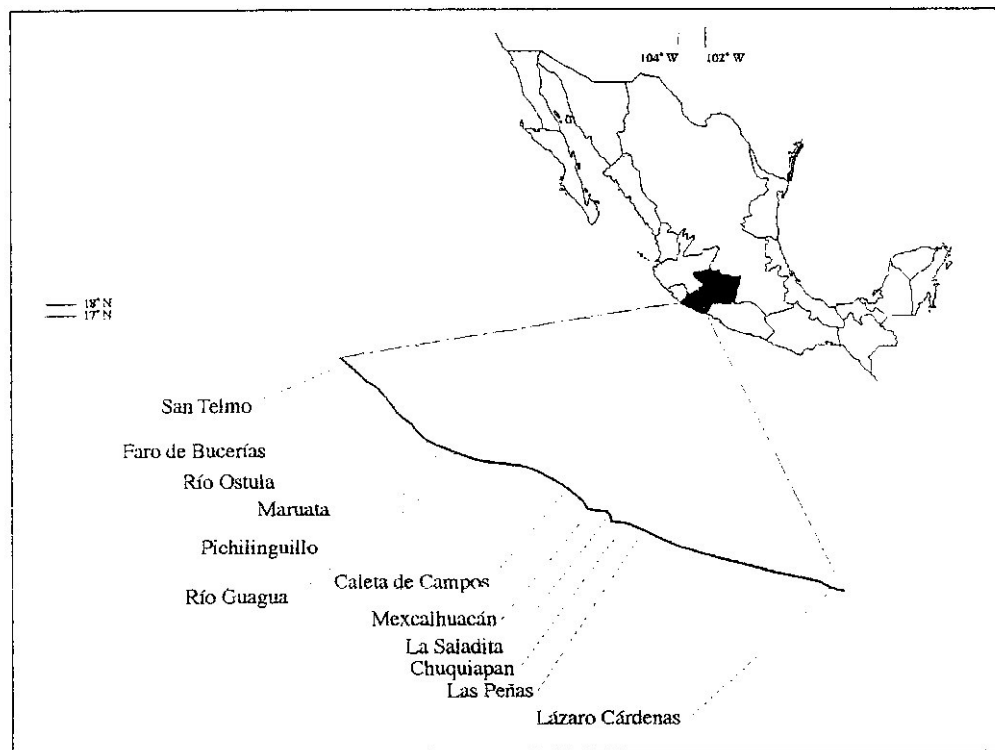 104° W 102° W
18° N
17° N
San Telmo
Faro de Bucerías
Río Ostula
Maruata
Pichilinguillo
Río Guagua
Caleta de Campos
Mexcalhuacán
La Saladita
Chuquiapan
Las Peñas
Lázaro Cárdenas